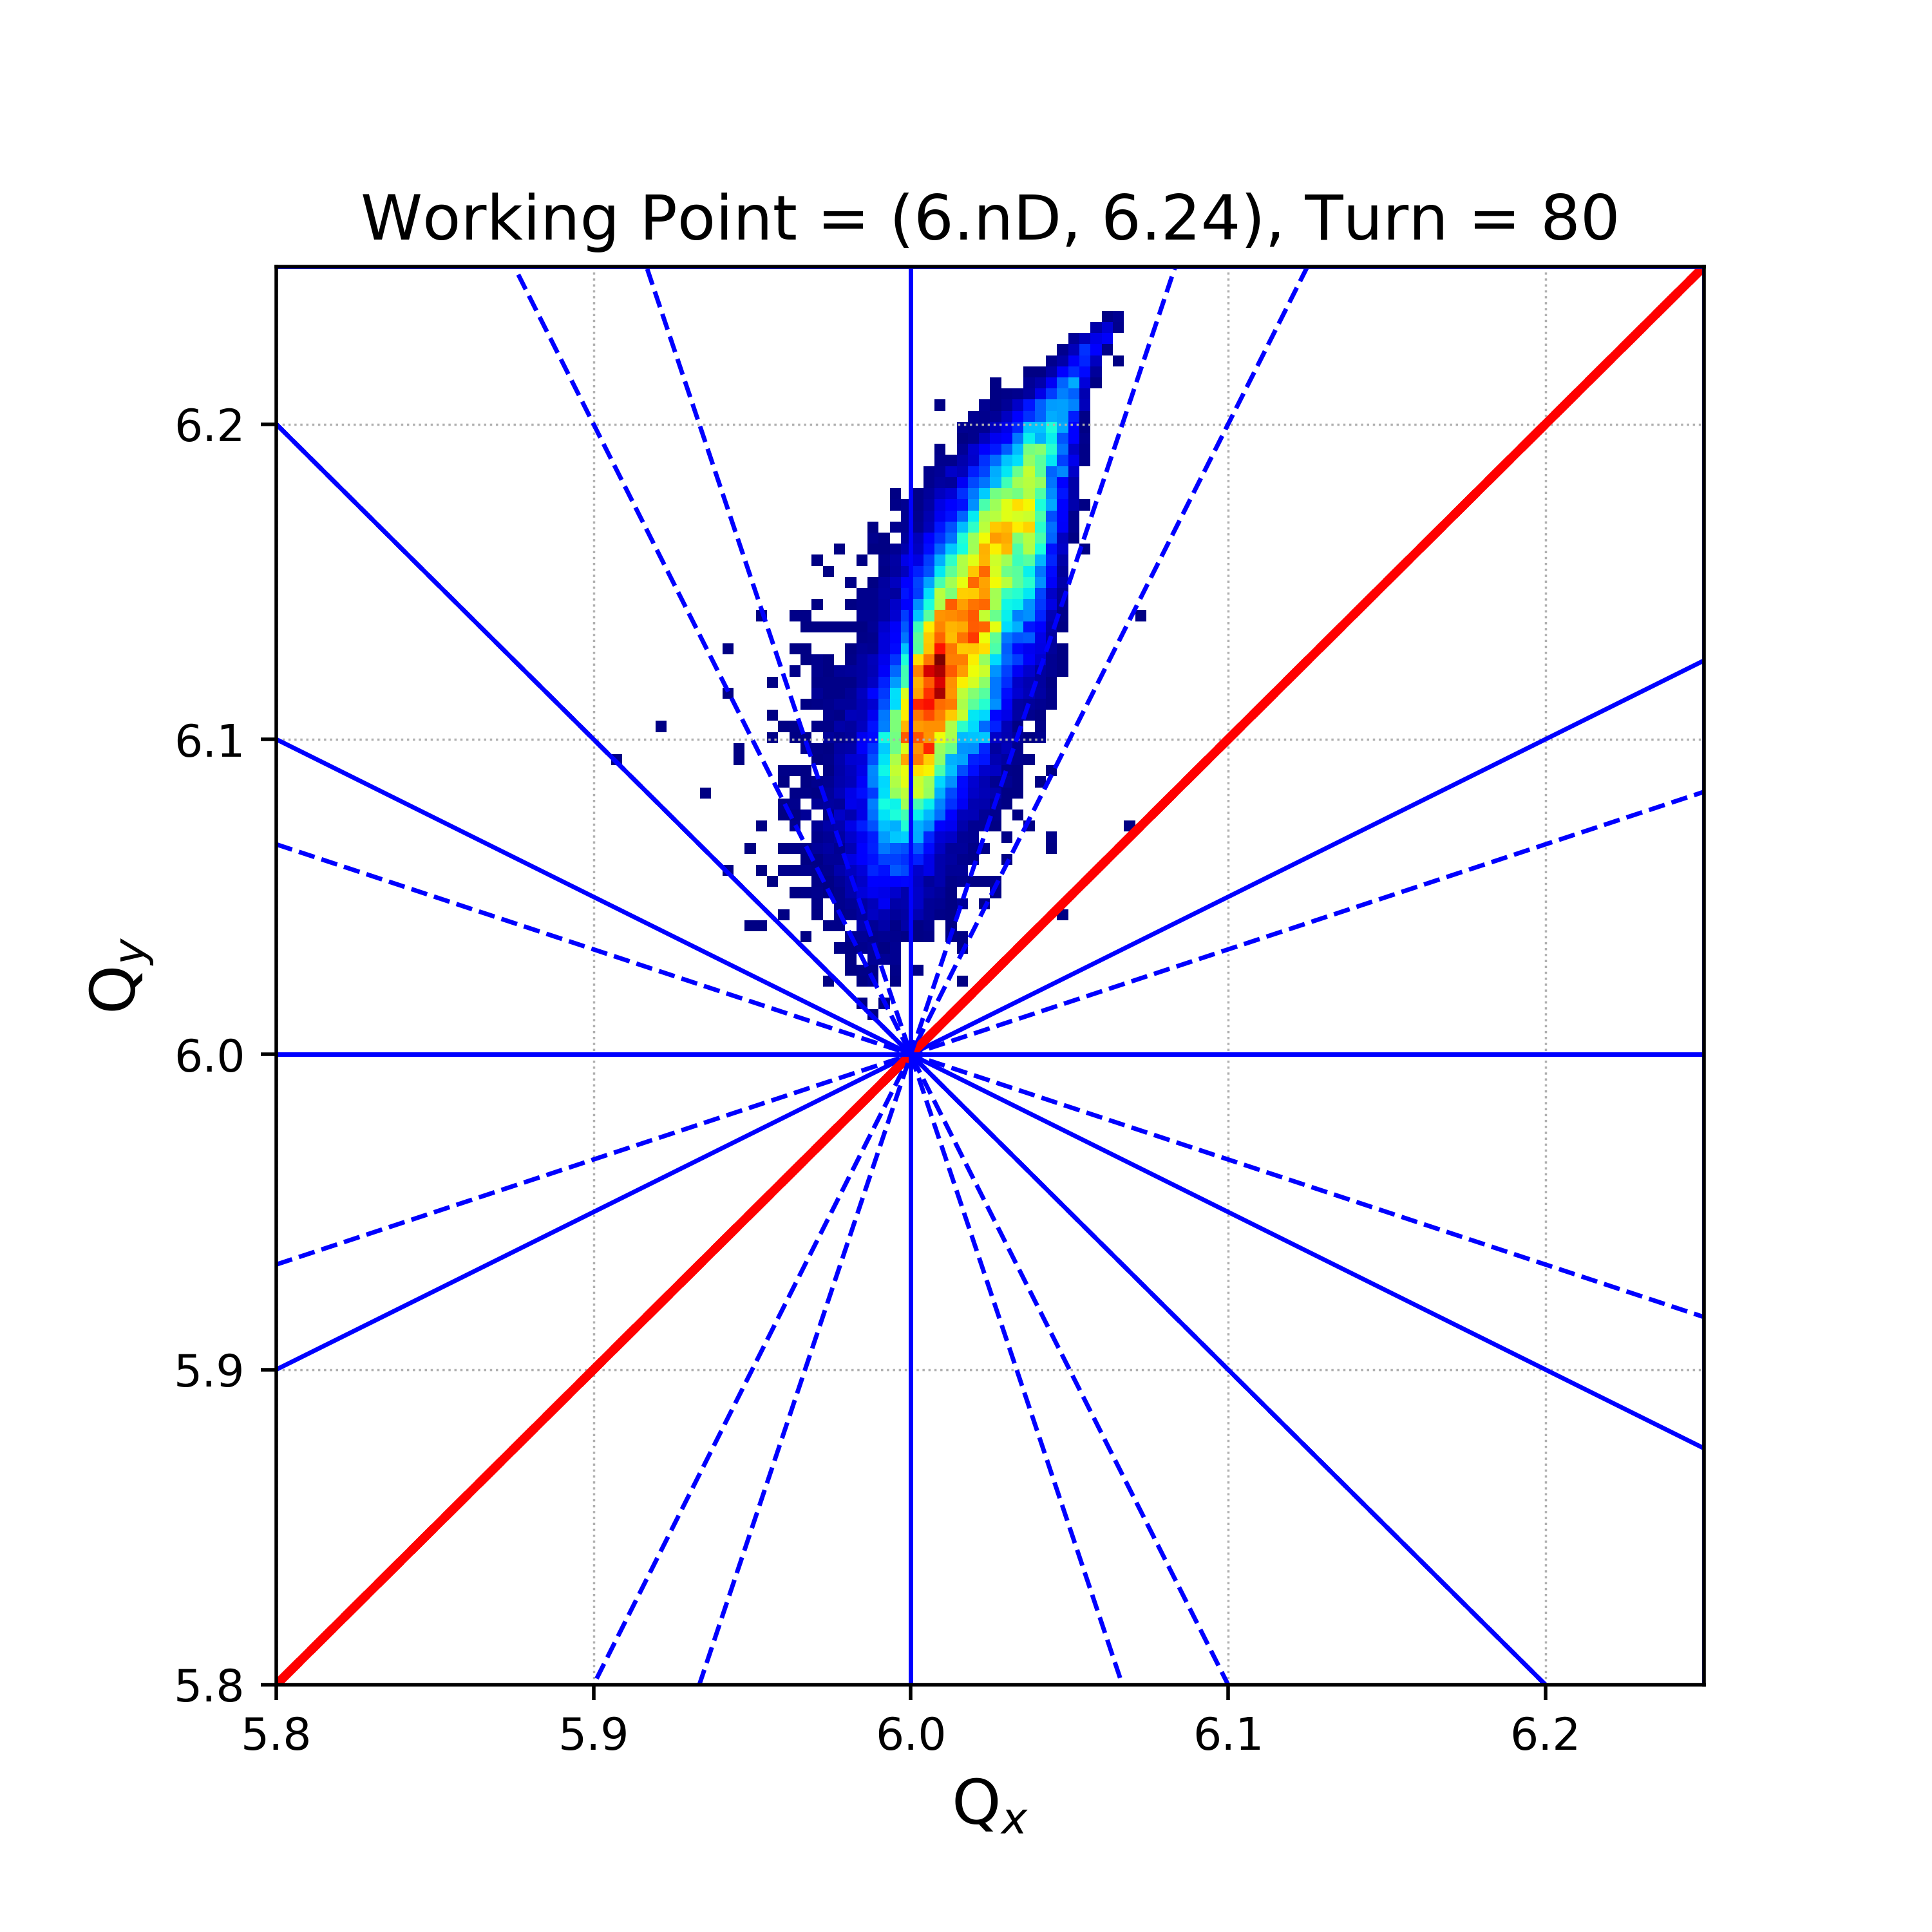 Working Point = (6.nD, 6.24), Turn = 80
6.2
6.1
6.0
5.9
5.8
Qy
5.8 5.9 6.0 6.1 6.2
Qx